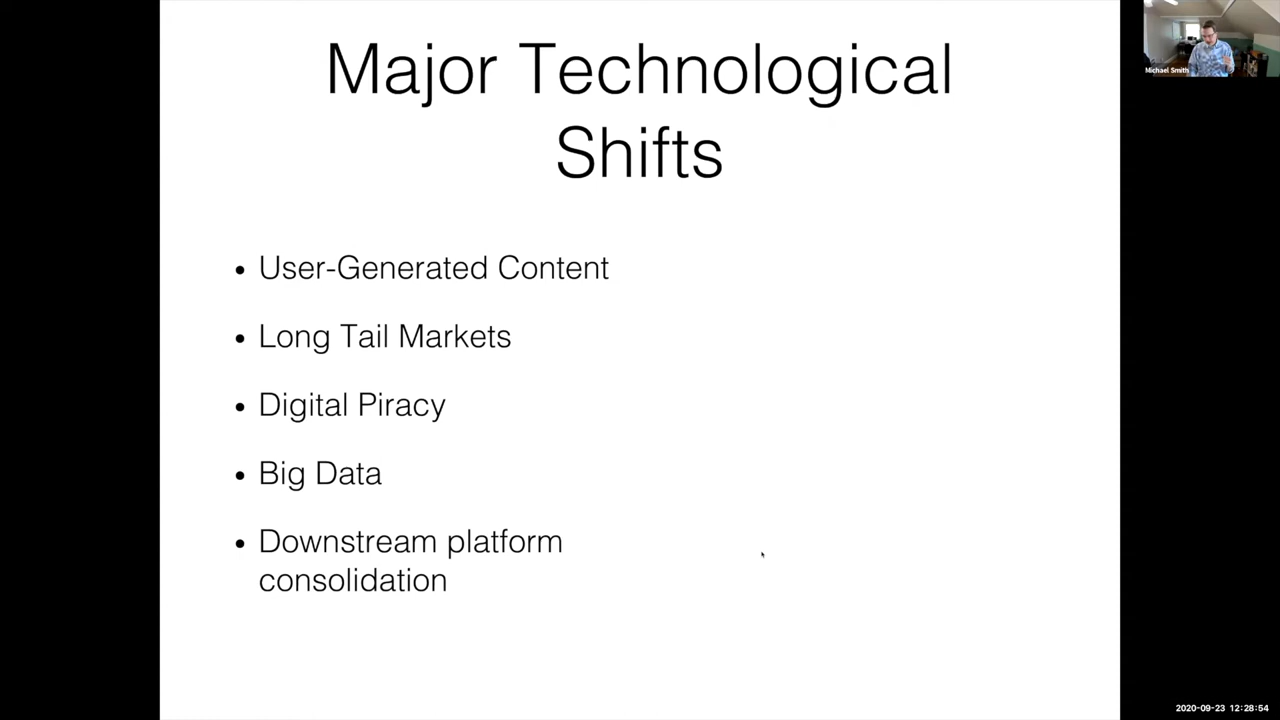 Major Technological
Shifts
• User-Generated Content
• Long Tail Markets
• Digital Piracy
• Big Data
• Downstream platform
consolidation
Michael Smith
2020-09-23 12:28:54